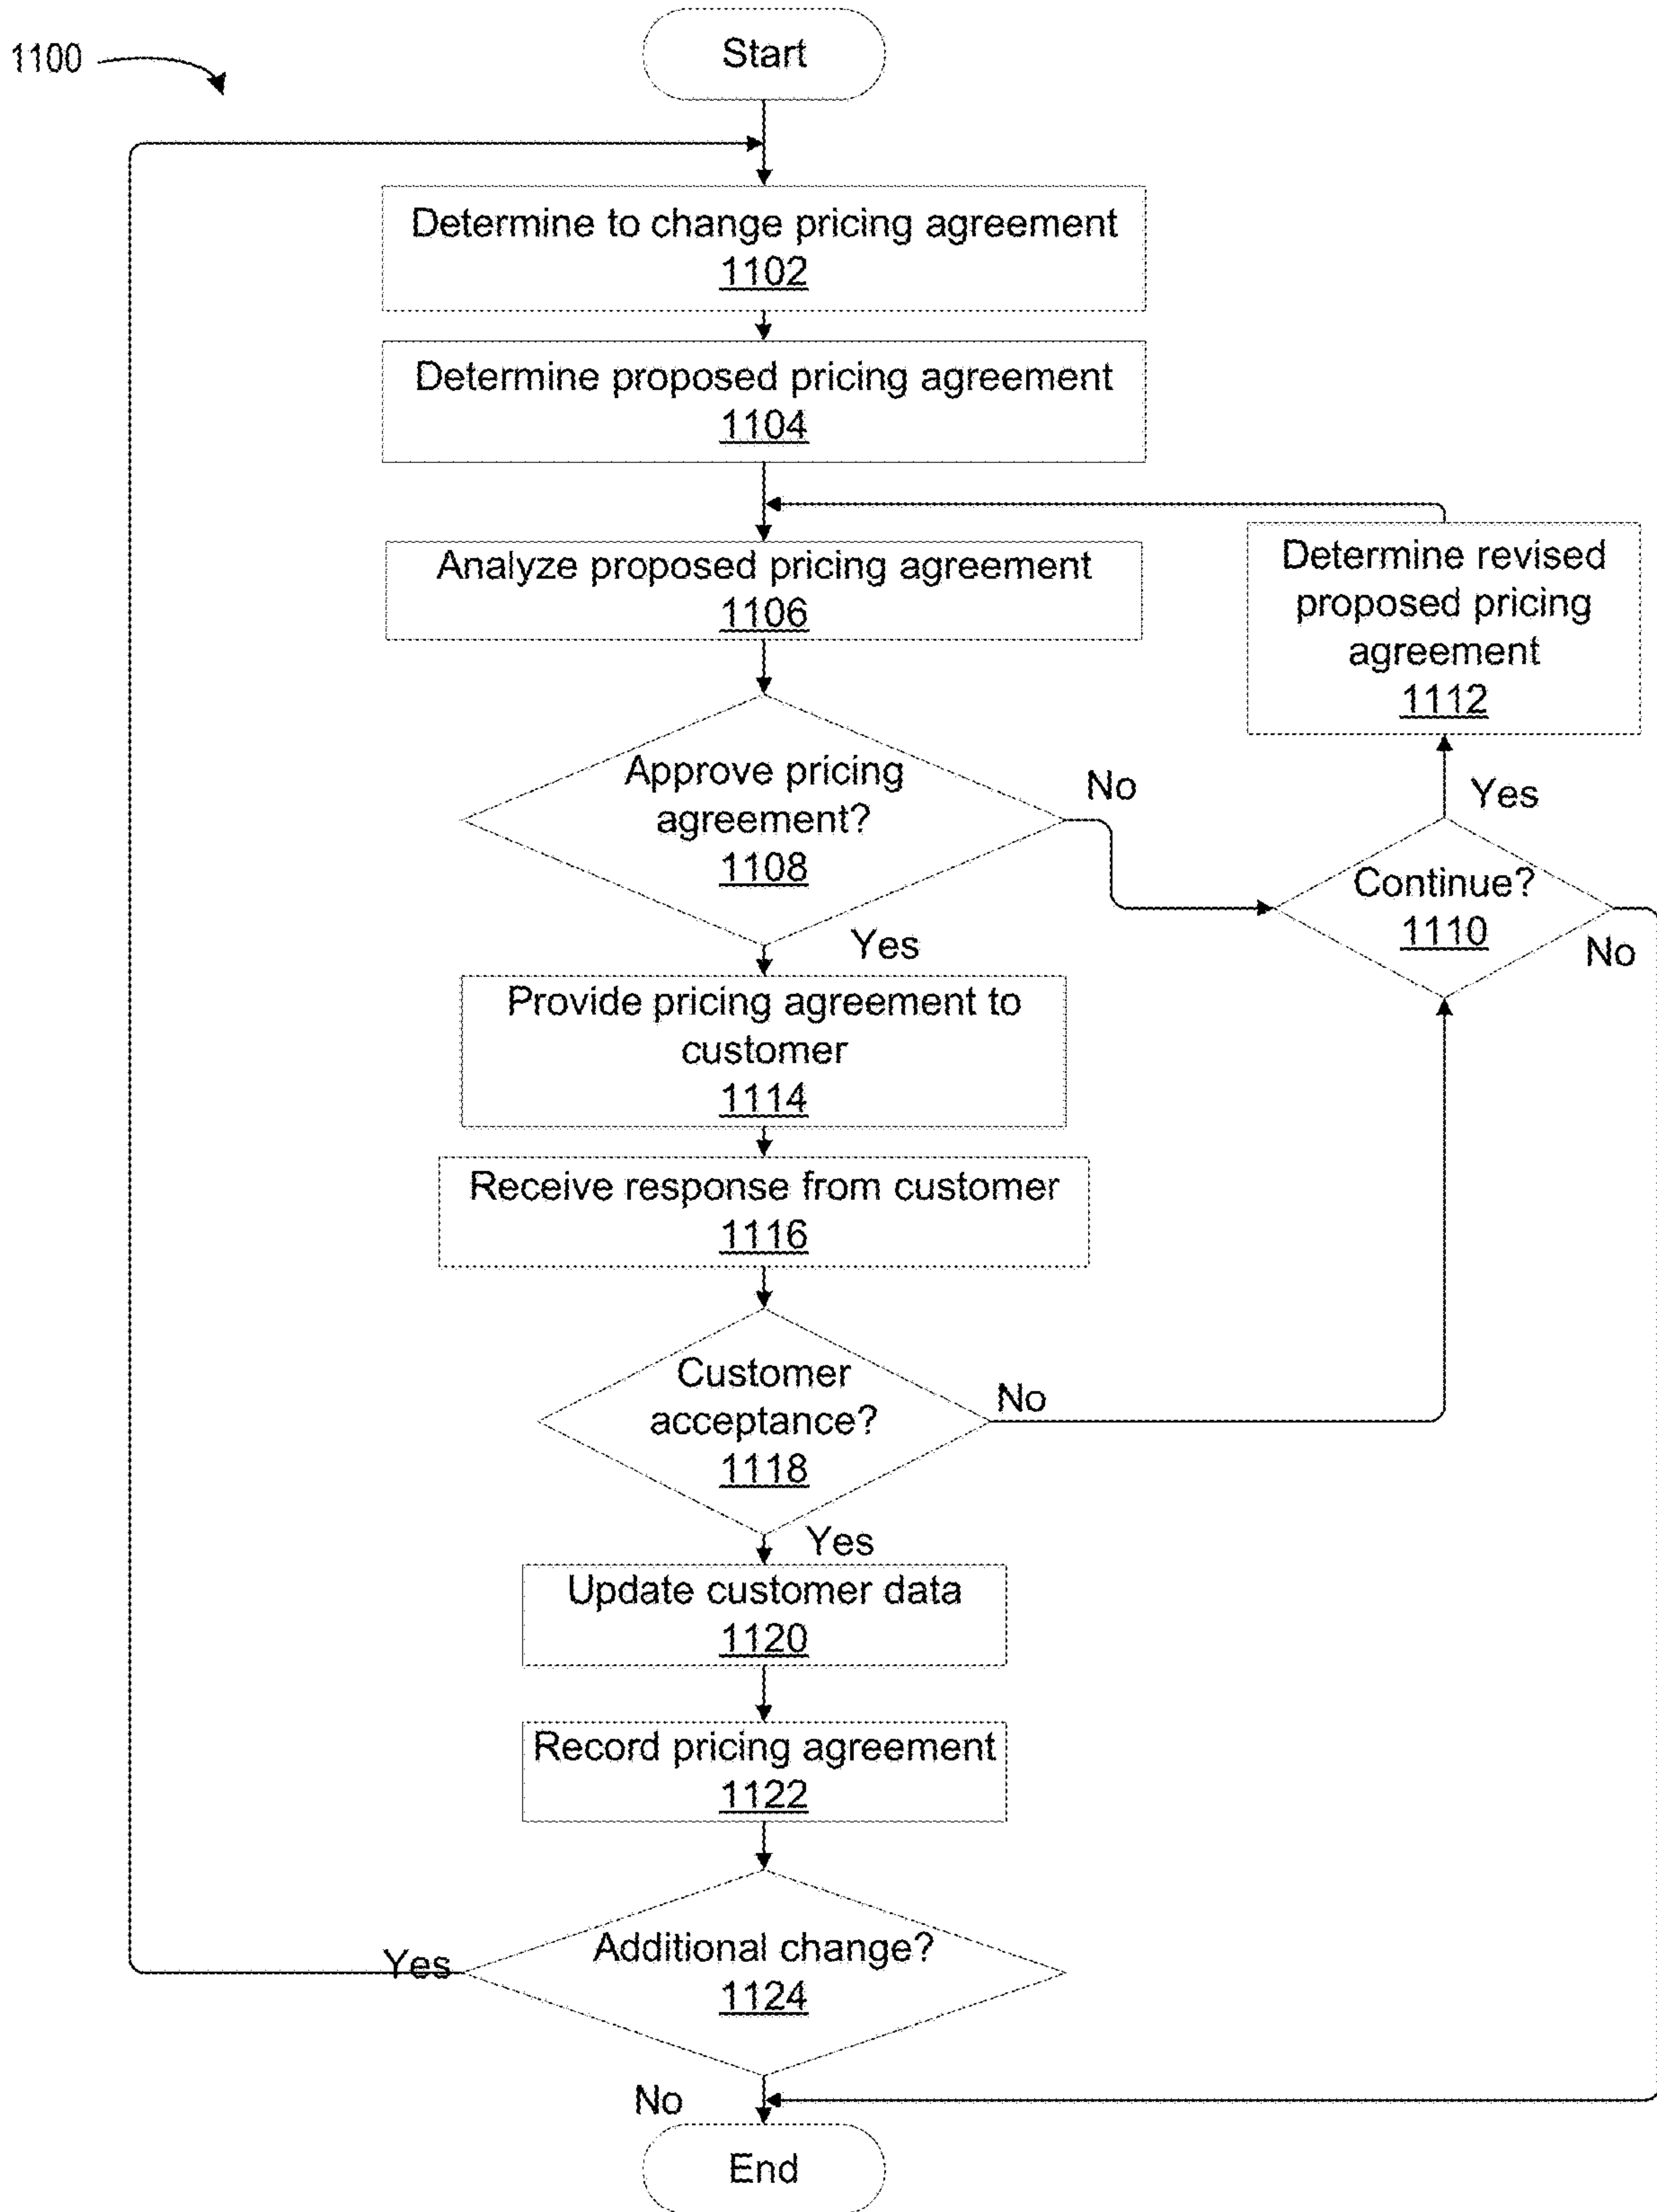 1100
Start
Determine to change pricing agreement
1102
Determine proposed pricing agreement
1104
Analyze proposed pricing agreement
1106
Determine revised
proposed pricing
agreement
1112
Approve pricing
agreement?
1108
No
Yes
Continue?
1110
No
Yes
Provide pricing agreement to
customer
1114
Receive response from customer
1116
Customer
acceptance?
1118
No
Yes
Update customer data
1120
Record pricing agreement
1122
Additional change?
1124
Yes
No
End